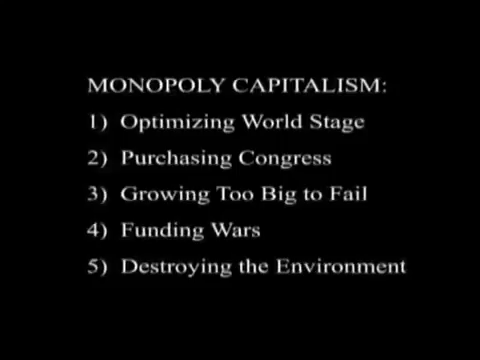 MONOPOLY CAPITALISM:
1) Optimizing World Stage
2) Purchasing Congress
3) Growing Too Big to Fail
4) Funding Wars
5) Destroying the Environment